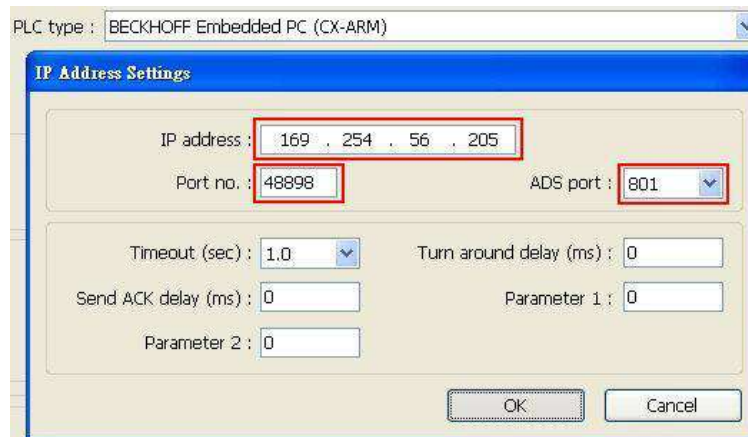 PLC type : BECKHOFF Embedded PC (CX-ARM)
IP Address Settings
IP address : 169 . 254 . 56 . 205
Port no. : 48898 ADS port : 801
Timeout (sec) : 1.0 Turn around delay (ms) : 0
Send ACK delay (ms) : 0 Parameter 1 : 0
Parameter 2 : 0
OK Cancel